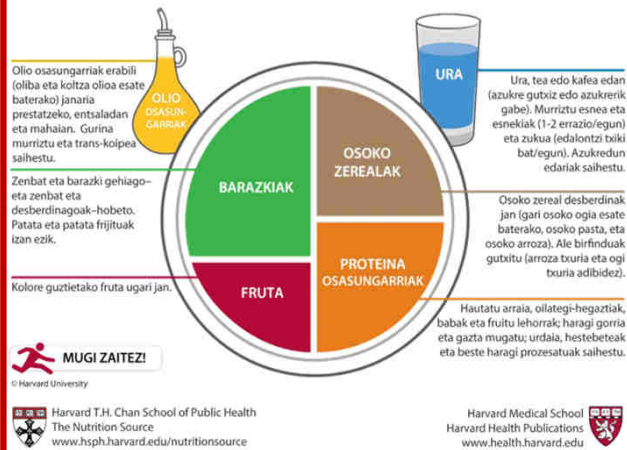 Olio osasungarriak erabili
(oliba eta koltza olioa esate
baterako) janaria
prestatzeko, entsaladan
eta mahaian. Gurina
murriztu eta trans-koipea
saihestu.
OLIO
OSASUN-
GARRIAK
URA
Ura, tea edo kafea edan
(azukre gutxiz edo azukrerik
gabe). Murriztu esnea eta
esnekiak (1-2 errazio/egun)
eta zukua (edalontzi txiki
bat/egun). Azukredun
edariak saihestu.
Zenbat eta barazki gehiago–
eta zenbat eta
desberdinagoak–hobeto.
Patata eta patata frijituak
izan ezik.
BARAZKIAK
OSOKO
ZEREALAK
Osoko zereal desberdinak
jan (gari osoko ogia esate
baterako, osoko pasta, eta
osoko arroza). Ale birfinduak
gutxitu (arroza txuria eta ogi
txuria adibidez).
Kolore guztietako fruta ugari jan.
FRUTA
PROTEINA
OSASUNGARRIAK
Hautatu arraia, oilategi-hegaztiak,
babak eta fruitu lehorrak; haragi gorria
eta gazta mugatu; urdaia, hestebeteak
eta beste haragi prozesatuak saihestu.
MUGI ZAITEZ!
© Harvard University
Harvard T.H. Chan School of Public Health
The Nutrition Source
www.hsph.harvard.edu/nutritionsource
Harvard Medical School
Harvard Health Publications
www.health.harvard.edu